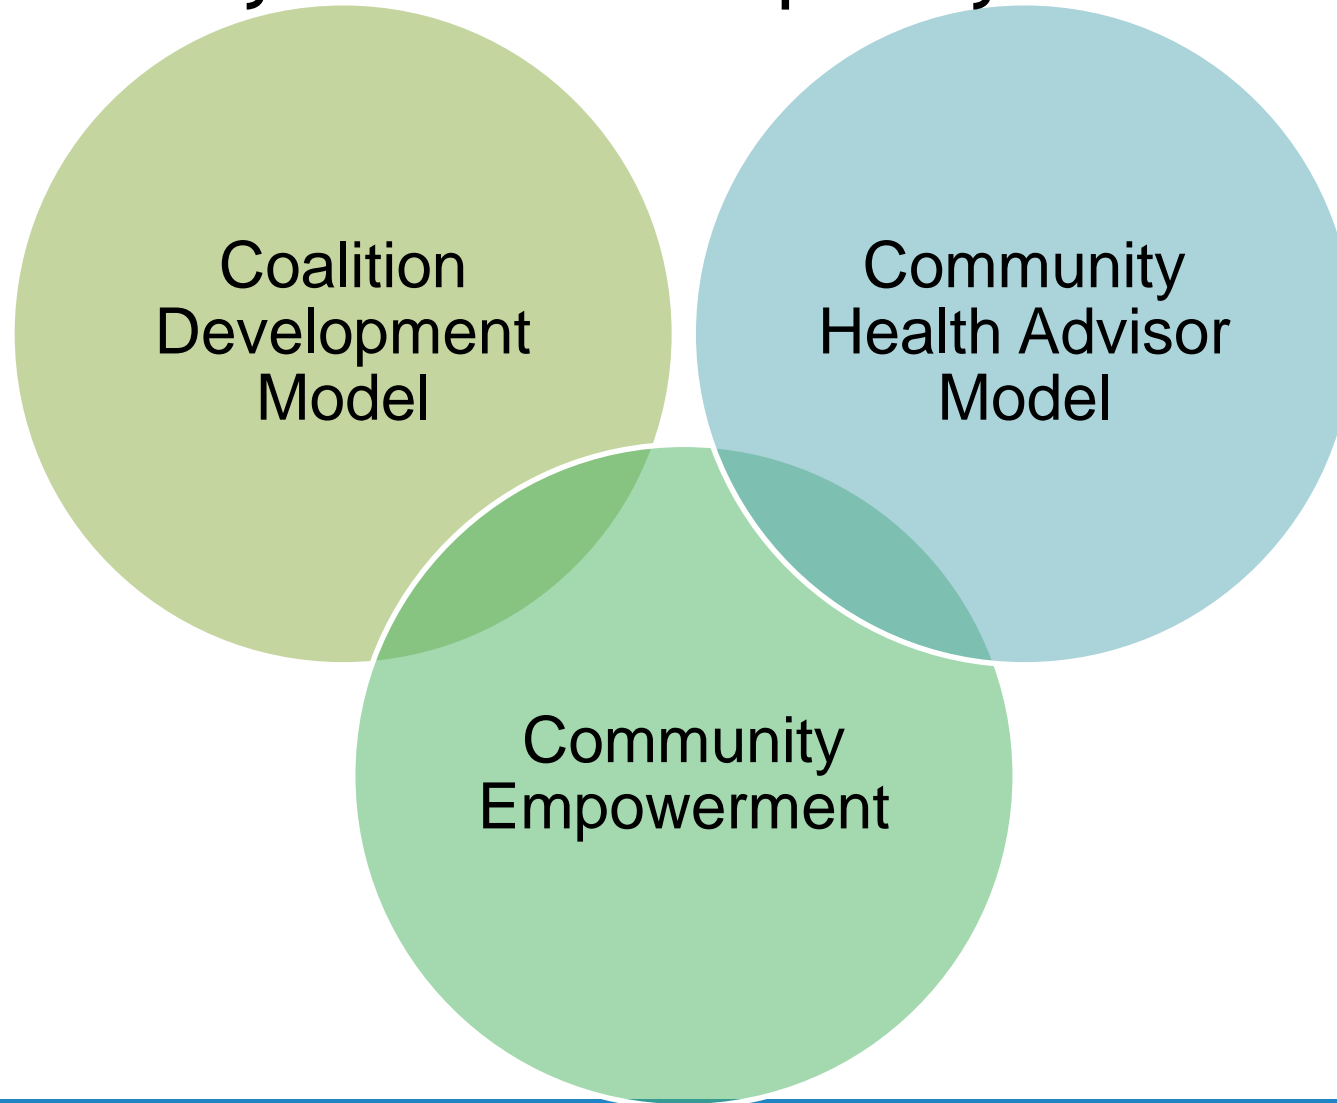 Coalition
Development
Model
Community
Health Advisor
Model
Community
Empowerment